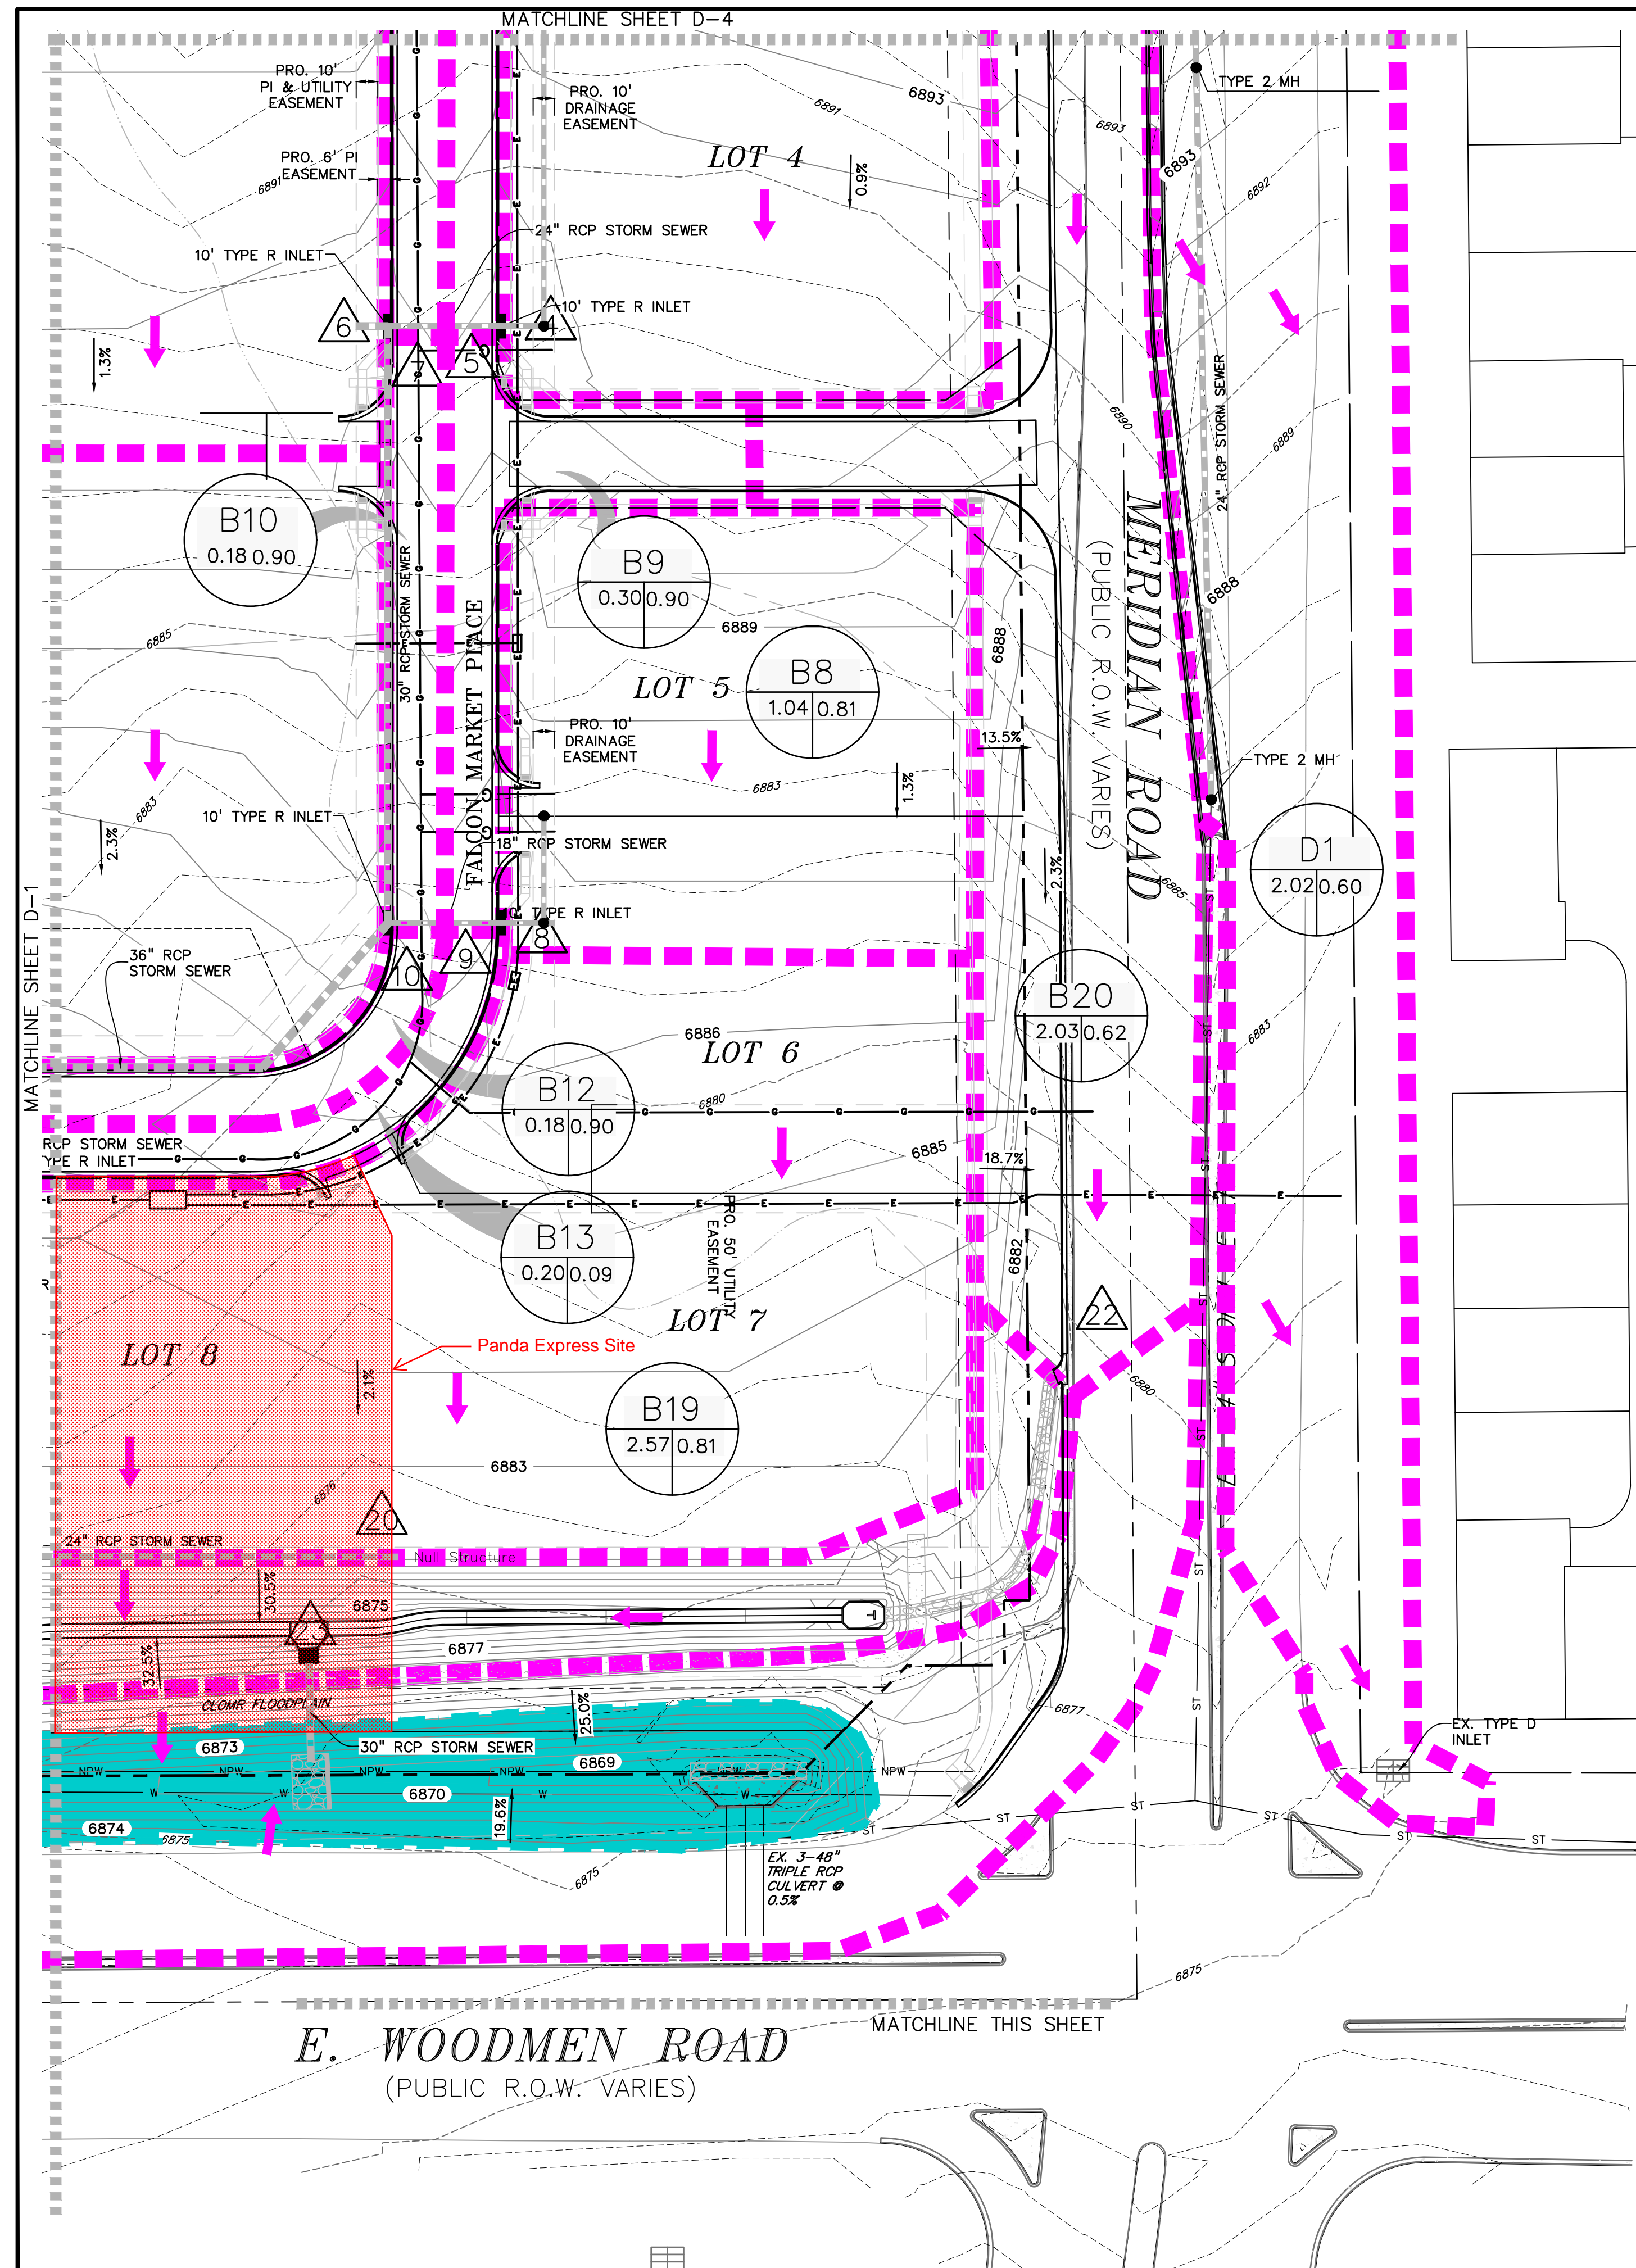 MATCHLINE SHEET D-4
PRO. 10'
PI & UTILITY
EASEMENT
PRO. 10'
DRAINAGE
EASEMENT
6891
6893
6893
TYPE 2 MH
LOT 4
0.9%
PRO. 6' PI
EASEMENT
6891
6893
6892
24" RCP STORM SEWER
10' TYPE R INLET
10' TYPE R INLET
6
4
7
5
1.3%
24" RCP STORM SEWER
6890
6889
B10
0.18 0.90
B9
0.30 0.90
30" RCP STORM SEWER
FALCON MARKET PLACE
MERIDIAN ROAD
(PUBLIC R.O.W. VARIES)
6888
6885
6889
6888
LOT 5
B8
1.04 0.81
PRO. 10'
DRAINAGE
EASEMENT
13.5%
TYPE 2 MH
6883
6883
1.3%
10' TYPE R INLET
18" RCP STORM SEWER
2.3%
2.3%
D1
2.02 0.60
6885
MATCHLINE SHEET D-1
TYPE R INLET
36" RCP
STORM SEWER
10
9
8
B20
2.03 0.62
6883
6886
LOT 6
B12
0.18 0.90
6880
RCP STORM SEWER
TYPE R INLET
6885
18.7%
B13
0.20 0.09
PRO. 50' UTILITY
EASEMENT
6882
22
LOT 7
LOT 8
Panda Express Site
2.1%
6880
B19
2.57 0.81
6883
6876
20
24" RCP STORM SEWER
Null Structure
30.5%
6875
23
T
6877
32.5%
CLOMR FLOODPLAIN
25.0%
6877
EX. TYPE D
INLET
6873
30" RCP STORM SEWER
6869
NPW NPW NPW NPW NPW
W W W W
6870
19.6%
6874
6875
ST ST ST ST ST ST
EX. 3-48"
TRIPLE RCP
CULVERT @
0.5%
6875
6875
MATCHLINE THIS SHEET
E. WOODMEN ROAD
(PUBLIC R.O.W. VARIES)